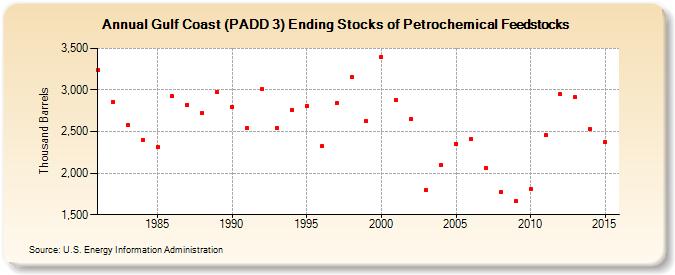 Annual Gulf Coast (PADD 3) Ending Stocks of Petrochemical Feedstocks
Thousand Barrels
3,500
3,000
2,500
2,000
1,500
1985 1990 1995 2000 2005 2010 2015
Source: U.S. Energy Information Administration